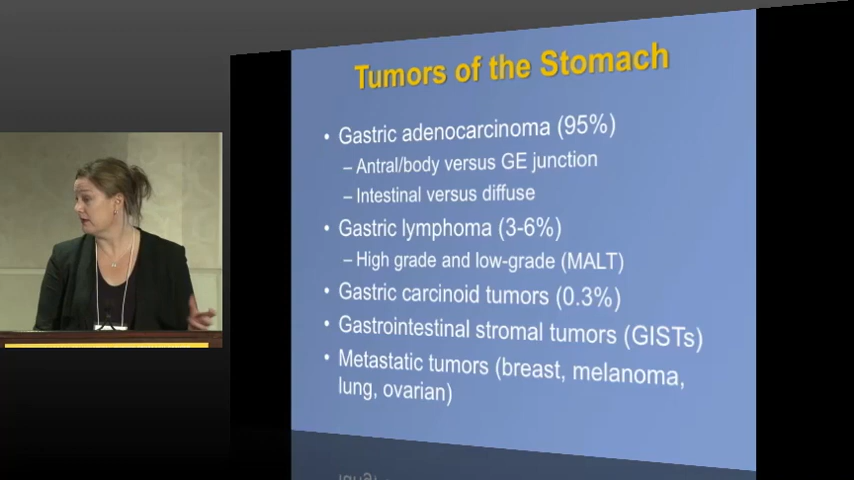 Tumors of the Stomach
• Gastric adenocarcinoma (95%)
– Antral/body versus GE junction
– Intestinal versus diffuse
• Gastric lymphoma (3-6%)
– High grade and low-grade (MALT)
• Gastric carcinoid tumors (0.3%)
• Gastrointestinal stromal tumors (GISTs)
• Metastatic tumors (breast, melanoma,
lung, ovarian)